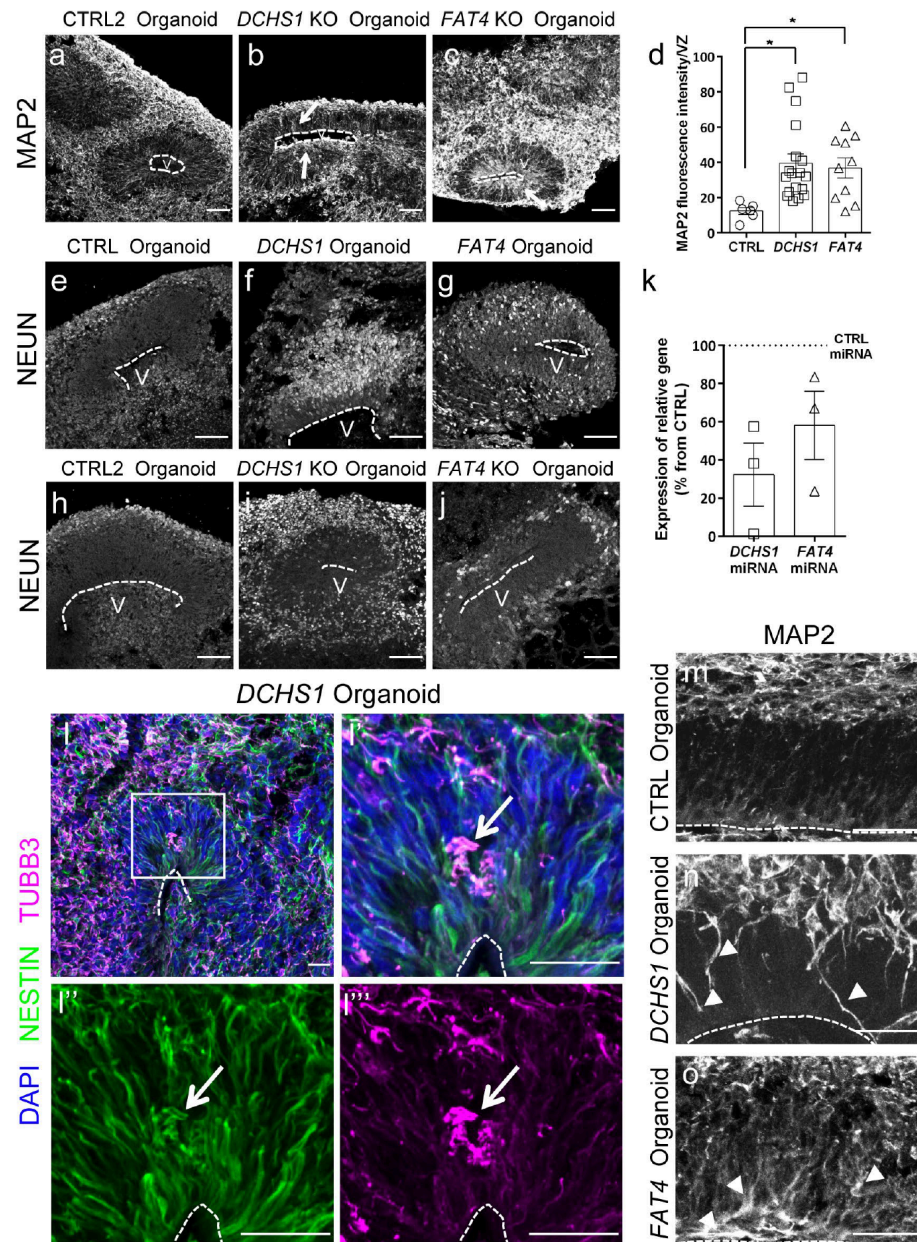 CTRL2 Organoid DCHS1 KO Organoid FAT4 KO Organoid
MAP2
a
V
b
V
c
d
MAP2 fluorescence intensity/VZ
100
80
60
40
20
0
*
*
CTRL DCHS1 FAT4
CTRL Organoid DCHS1 Organoid FAT4 Organoid
NEUN
e
V
f
V
g
V
CTRL2 Organoid DCHS1 KO Organoid FAT4 KO Organoid
NEUN
h
V
i
V
j
V
k
Expression of relative gene
(% from CTRL)
100
80
60
40
20
0
CTRL
miRNA
DCHS1 FAT4
miRNA miRNA
DCHS1 Organoid
DAPI NESTIN TUBB3
l
l'
l''
l'''
MAP2
CTRL Organoid
m
DCHS1 Organoid
n
FAT4 Organoid
o